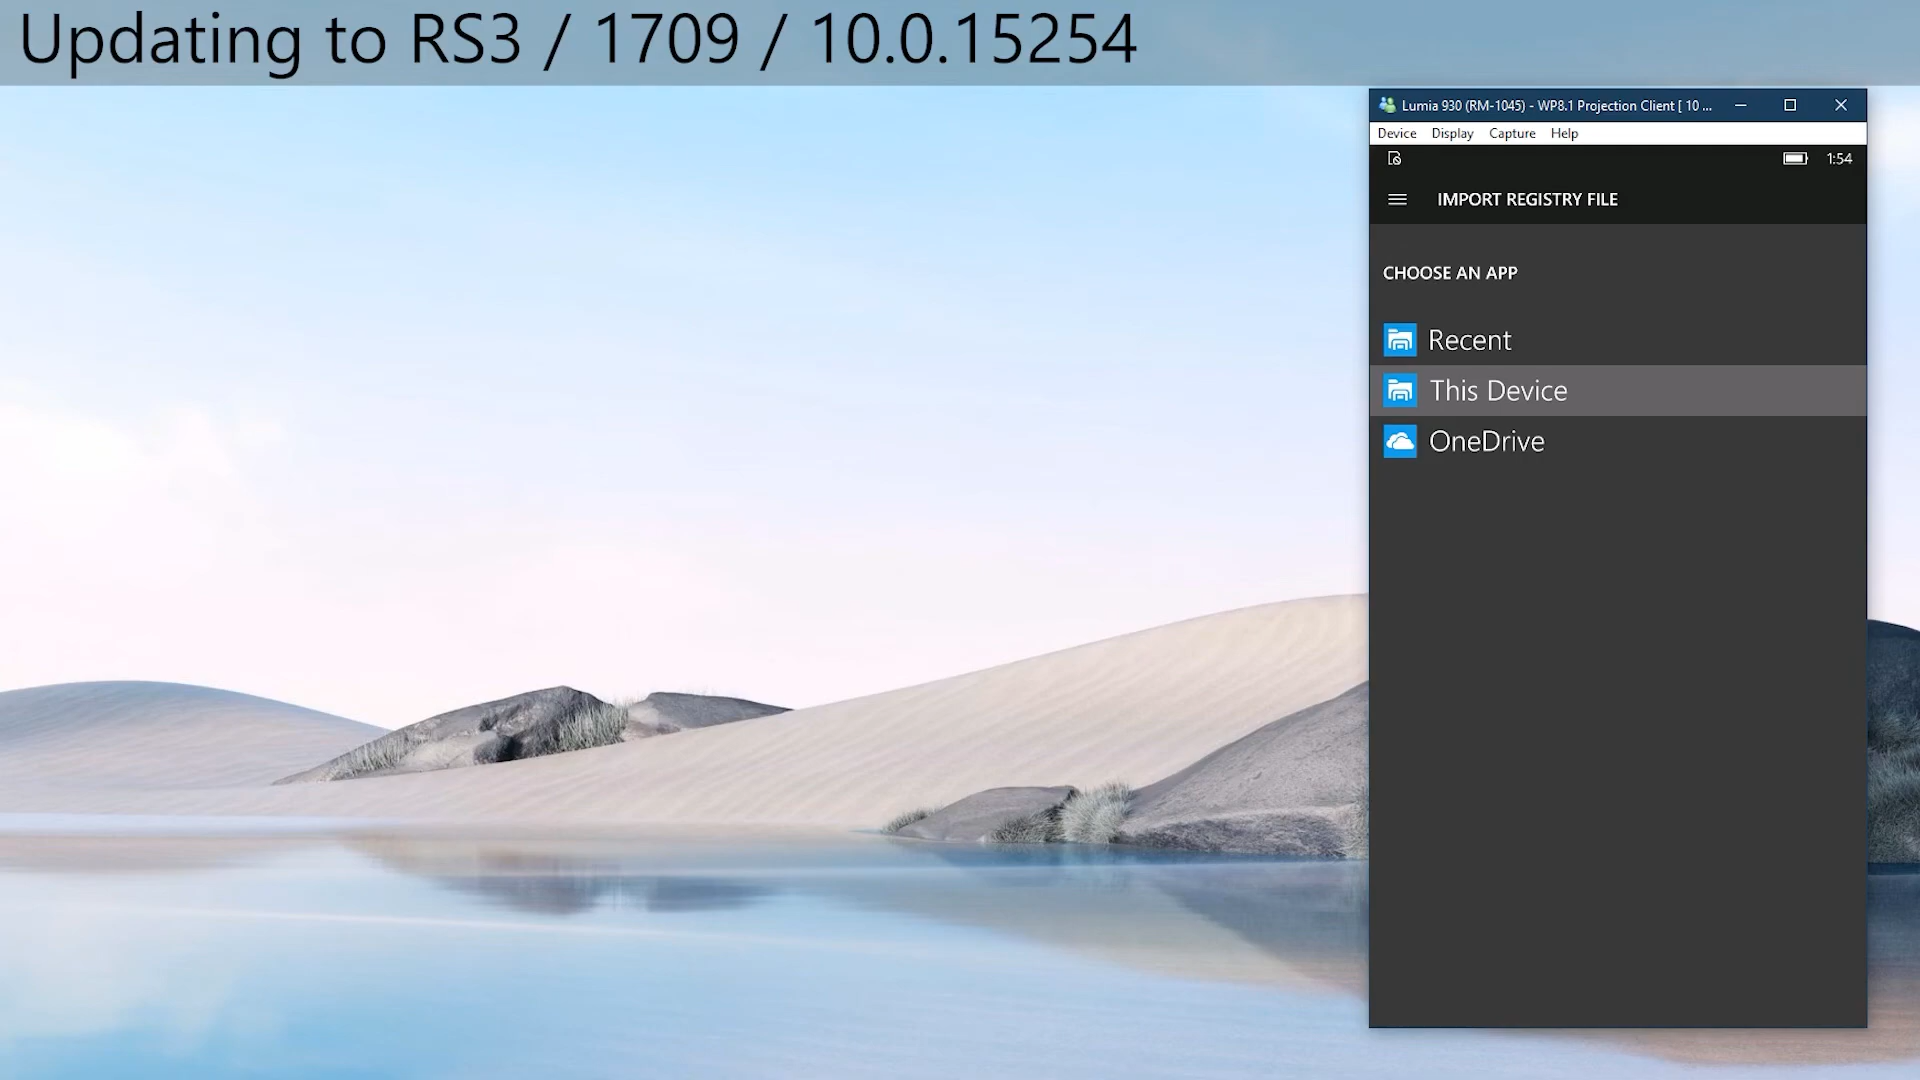 Updating to RS3 / 1709 / 10.0.15254
Lumia 930 (RM-1045) - WP8.1 Projection Client [ 10 ...
Device Display Capture Help
1:54
IMPORT REGISTRY FILE
CHOOSE AN APP
Recent
This Device
OneDrive